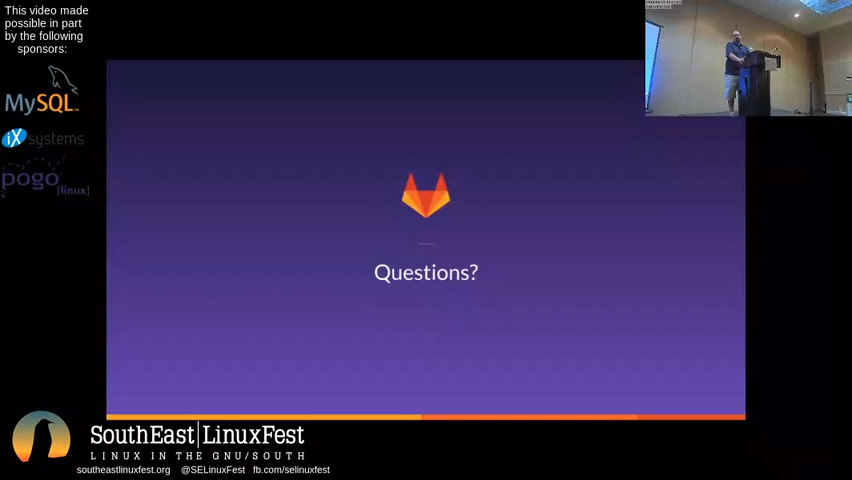 This video made
possible in part
by the following
sponsors:
MySQL
iXsystems
pogo
[linux]
Questions?
SouthEast|LinuxFest
LINUX IN THE GNU/SOUTH
southeastlinuxfest.org @SELinuxFest fb.com/selinuxfest